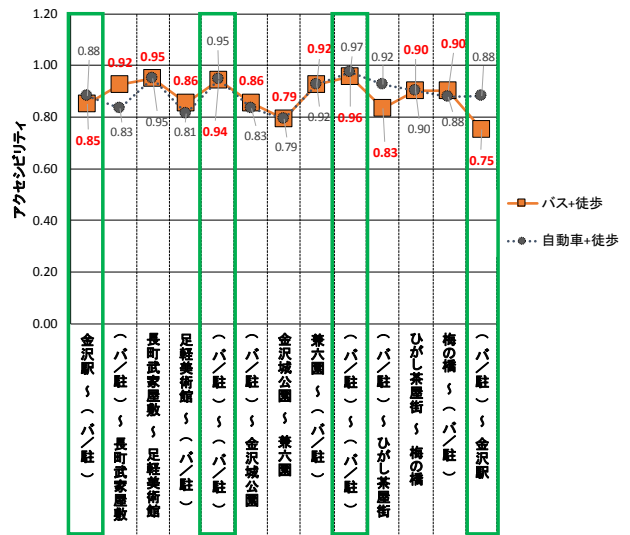 アクセシビリティ
1.20
1.00
0.80
0.60
0.40
0.20
0.00
0.88
0.92
0.95
0.86
0.95
0.86
0.79
0.92
0.97
0.92
0.90
0.90
0.88
0.85
0.83
0.95
0.81
0.94
0.83
0.79
0.92
0.96
0.83
0.90
0.88
0.75
バス+徒歩
自動車+徒歩
金沢駅 ～ (バ/駐)
(バ/駐) ～ 長町武家屋敷
長町武家屋敷 ～ 足軽美術館
足軽美術館 ～ (バ/駐)
(バ/駐) ～ (バ/駐)
(バ/駐) ～ 金沢城公園
金沢城公園 ～ 兼六園
兼六園 ～ (バ/駐)
(バ/駐) ～ (バ/駐)
(バ/駐) ～ ひがし茶屋街
ひがし茶屋街 ～ 梅の橋
梅の橋 ～ (バ/駐)
(バ/駐) ～ 金沢駅